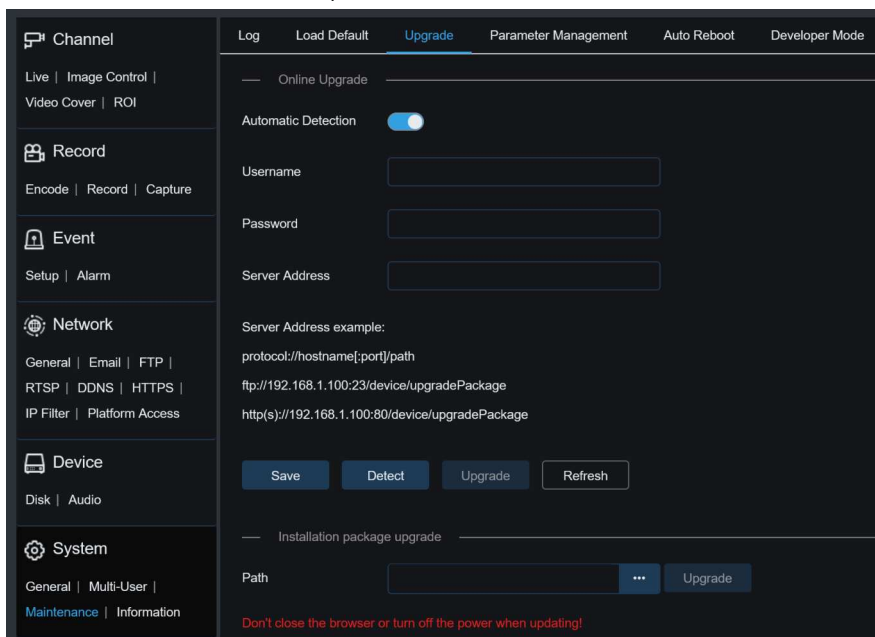 Channel
Live | Image Control |
Video Cover | ROI
Record
Encode | Record | Capture
Event
Setup | Alarm
Network
General | Email | FTP |
RTSP | DDNS | HTTPS |
IP Filter | Platform Access
Device
Disk | Audio
System
General | Multi-User |
Maintenance | Information
Log Load Default Upgrade Parameter Management Auto Reboot Developer Mode
Online Upgrade
Automatic Detection
Username
Password
Server Address
Server Address example:
protocol://hostname[:port]/path
ftp://192.168.1.100:23/device/upgradePackage
http(s)://192.168.1.100:80/device/upgradePackage
Save Detect Upgrade Refresh
Installation package upgrade
Path ••• Upgrade
Don't close the browser or turn off the power when updating!